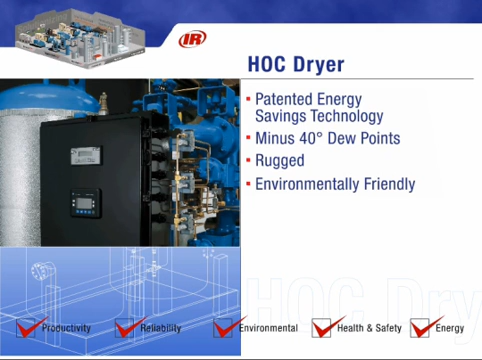 IR
HOC Dryer
Patented Energy
Savings Technology
Minus 40° Dew Points
Rugged
Environmentally Friendly
HOC Dry
Productivity
Reliability
Environmental
Health & Safety
Energy